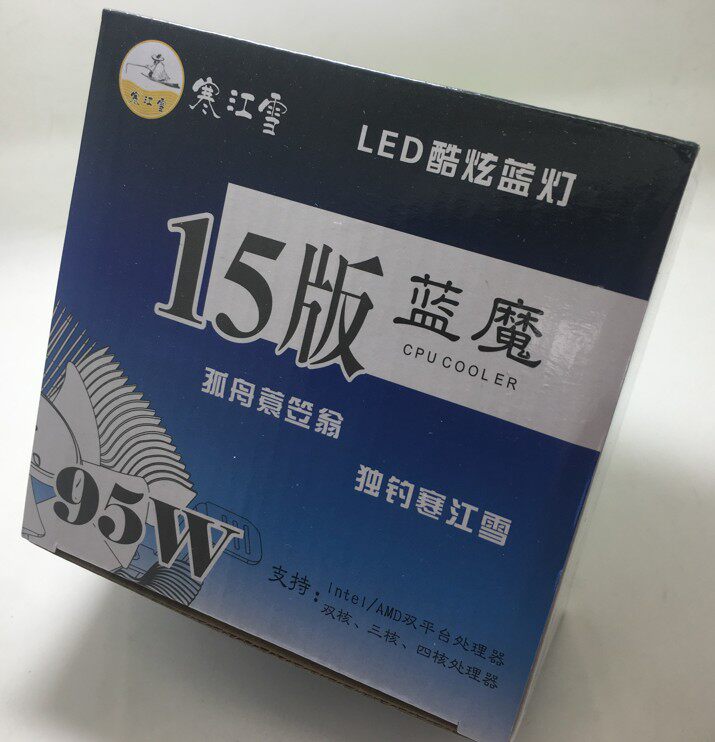 寒江雪
寒江雪
LED酷炫蓝灯
15版 蓝魔
CPU COOLER
孤舟蓑笠翁
独钓寒江雪
95W
支持: intel/AMD双平台处理器
双核、三核、四核处理器